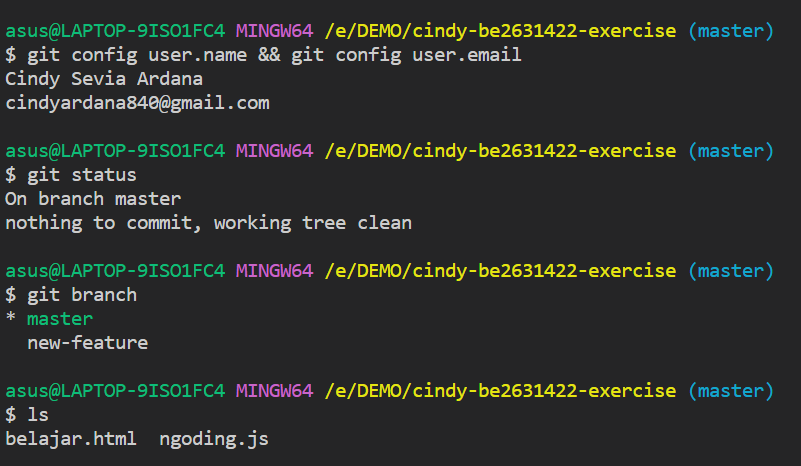 asus@LAPTOP-9ISO1FC4 MINGW64 /e/DEMO/cindy-be2631422-exercise (master)
$ git config user.name && git config user.email
Cindy Sevia Ardana
cindyardana840@gmail.com
asus@LAPTOP-9ISO1FC4 MINGW64 /e/DEMO/cindy-be2631422-exercise (master)
$ git status
On branch master
nothing to commit, working tree clean
asus@LAPTOP-9ISO1FC4 MINGW64 /e/DEMO/cindy-be2631422-exercise (master)
$ git branch
* master
  new-feature
asus@LAPTOP-9ISO1FC4 MINGW64 /e/DEMO/cindy-be2631422-exercise (master)
$ ls
belajar.html  ngoding.js